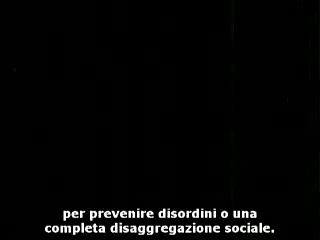 per prevenire disordini o una
completa disaggregazione sociale.